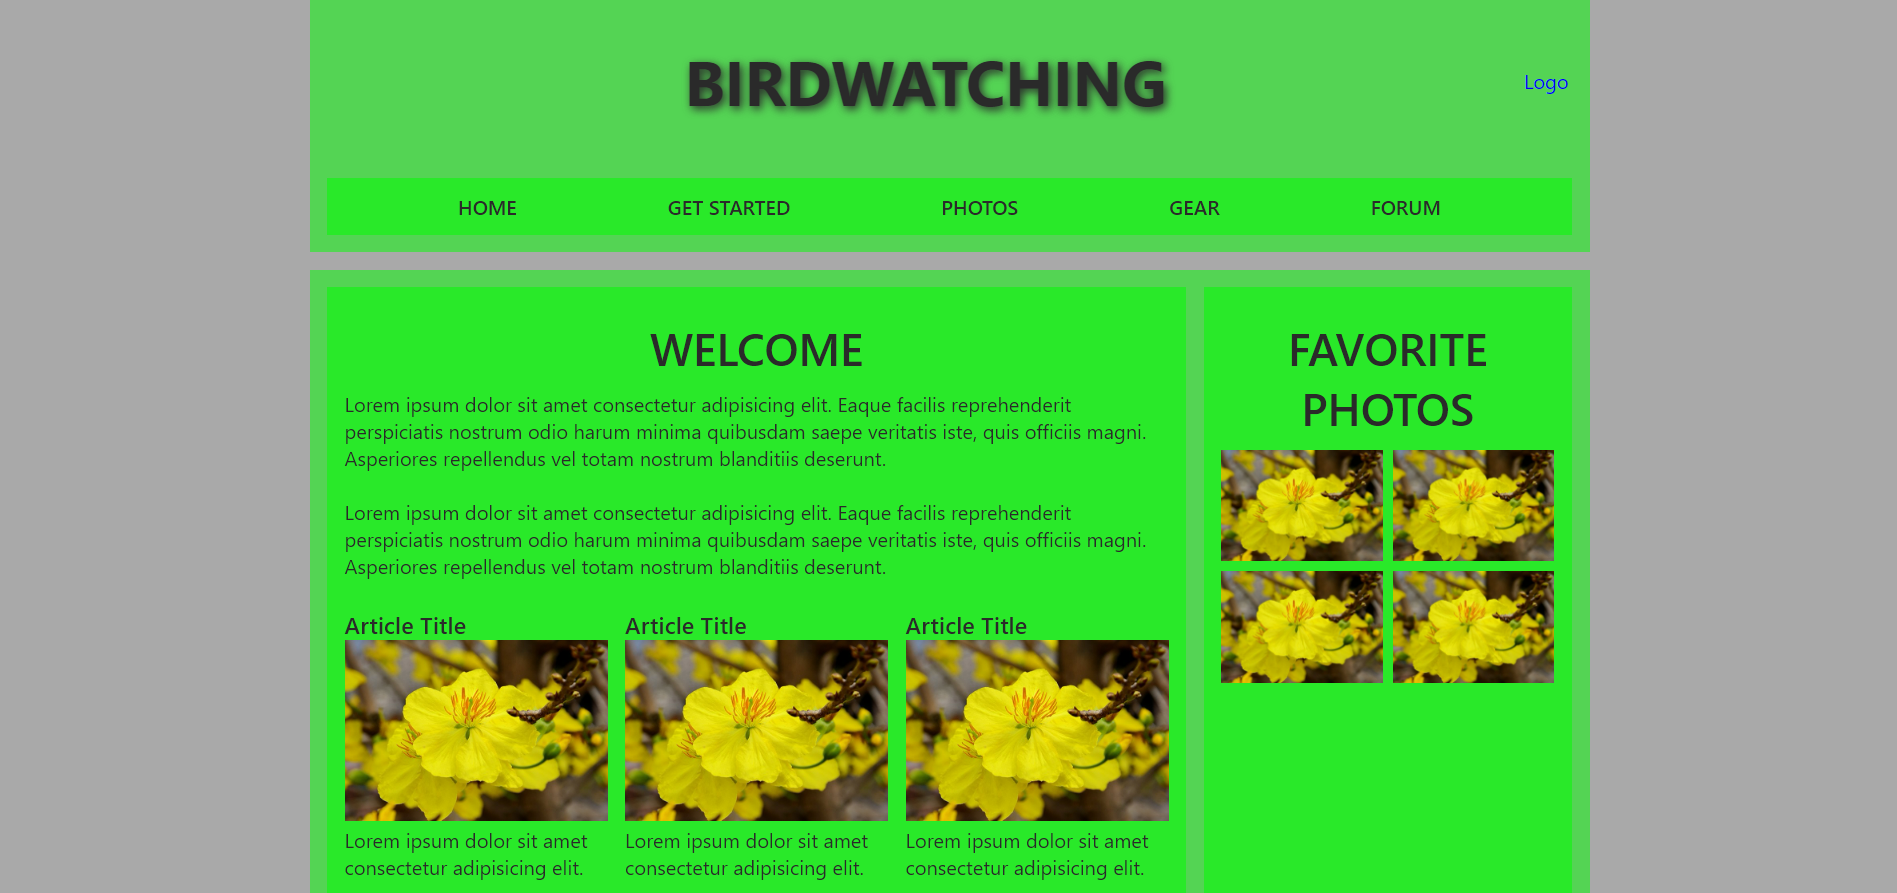 BIRDWATCHING
Logo
HOME
GET STARTED
PHOTOS
GEAR
FORUM
WELCOME
Lorem ipsum dolor sit amet consectetur adipisicing elit. Eaque facilis reprehenderit
perspiciatis nostrum odio harum minima quibusdam saepe veritatis iste, quis officiis magni.
Asperiores repellendus vel totam nostrum blanditiis deserunt.
Lorem ipsum dolor sit amet consectetur adipisicing elit. Eaque facilis reprehenderit
perspiciatis nostrum odio harum minima quibusdam saepe veritatis iste, quis officiis magni.
Asperiores repellendus vel totam nostrum blanditiis deserunt.
Article Title
Lorem ipsum dolor sit amet
consectetur adipisicing elit.
Article Title
Lorem ipsum dolor sit amet
consectetur adipisicing elit.
Article Title
Lorem ipsum dolor sit amet
consectetur adipisicing elit.
FAVORITE
PHOTOS